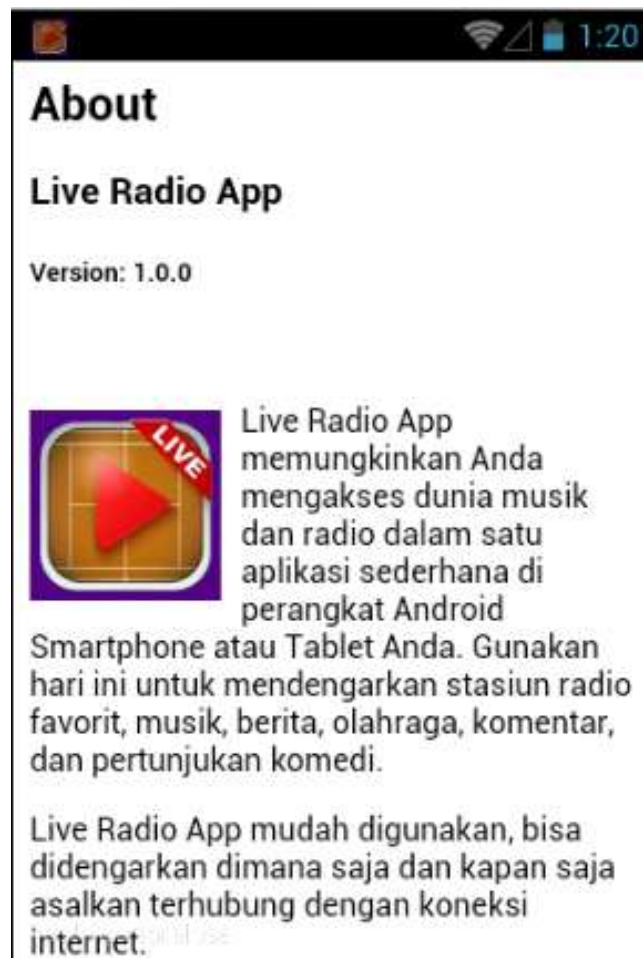 1:20
About
Live Radio App
Version: 1.0.0
LIVE
Live Radio App
memungkinkan Anda
mengakses dunia musik
dan radio dalam satu
aplikasi sederhana di
perangkat Android
Smartphone atau Tablet Anda. Gunakan
hari ini untuk mendengarkan stasiun radio
favorit, musik, berita, olahraga, komentar,
dan pertunjukan komedi.
Live Radio App mudah digunakan, bisa
didengarkan dimana saja dan kapan saja
asalkan terhubung dengan koneksi
internet.